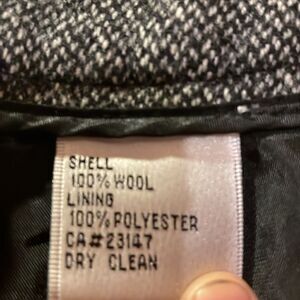 SHELL
100% WOOL
LINING
100% POLYESTER
CA#23147
DRY CLEAN